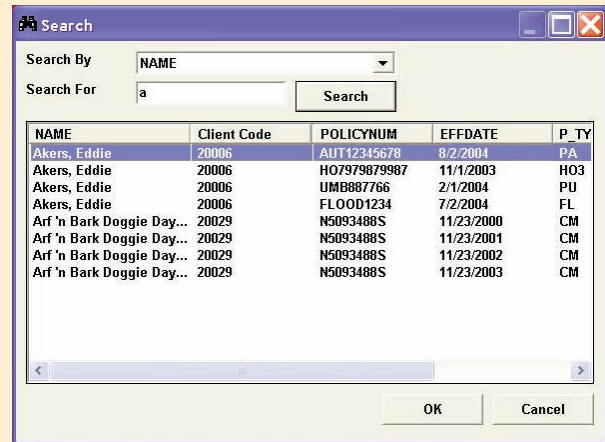 Search
Search By NAME
Search For a Search
NAME Client Code POLICYNUM EFFDATE P_TY
Akers, Eddie 20006 AUT12345678 8/2/2004 PA
Akers, Eddie 20006 HO7979879987 11/1/2003 HO3
Akers, Eddie 20006 UMB887766 2/1/2004 PU
Akers, Eddie 20006 FLOOD1234 7/2/2004 FL
Arf 'n Bark Doggie Day... 20029 N5093488S 11/23/2000 CM
Arf 'n Bark Doggie Day... 20029 N5093488S 11/23/2001 CM
Arf 'n Bark Doggie Day... 20029 N5093488S 11/23/2002 CM
Arf 'n Bark Doggie Day... 20029 N5093488S 11/23/2003 CM
OK Cancel